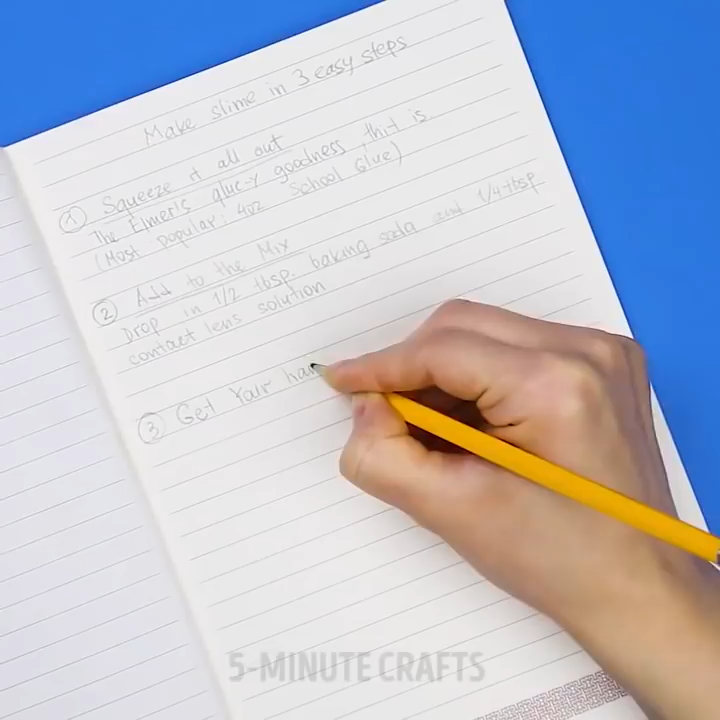 Make slime in 3 easy steps
① Squeeze it all out
The Elmer's glue-y goodness thit is
(Most popular: 4oz School Glue)
② Add to the Mix
Drop in 1/2 tbsp. baking soda and 1/4 tbsp
contact lens solution
③ Get Your han
5-MINUTE CRAFTS